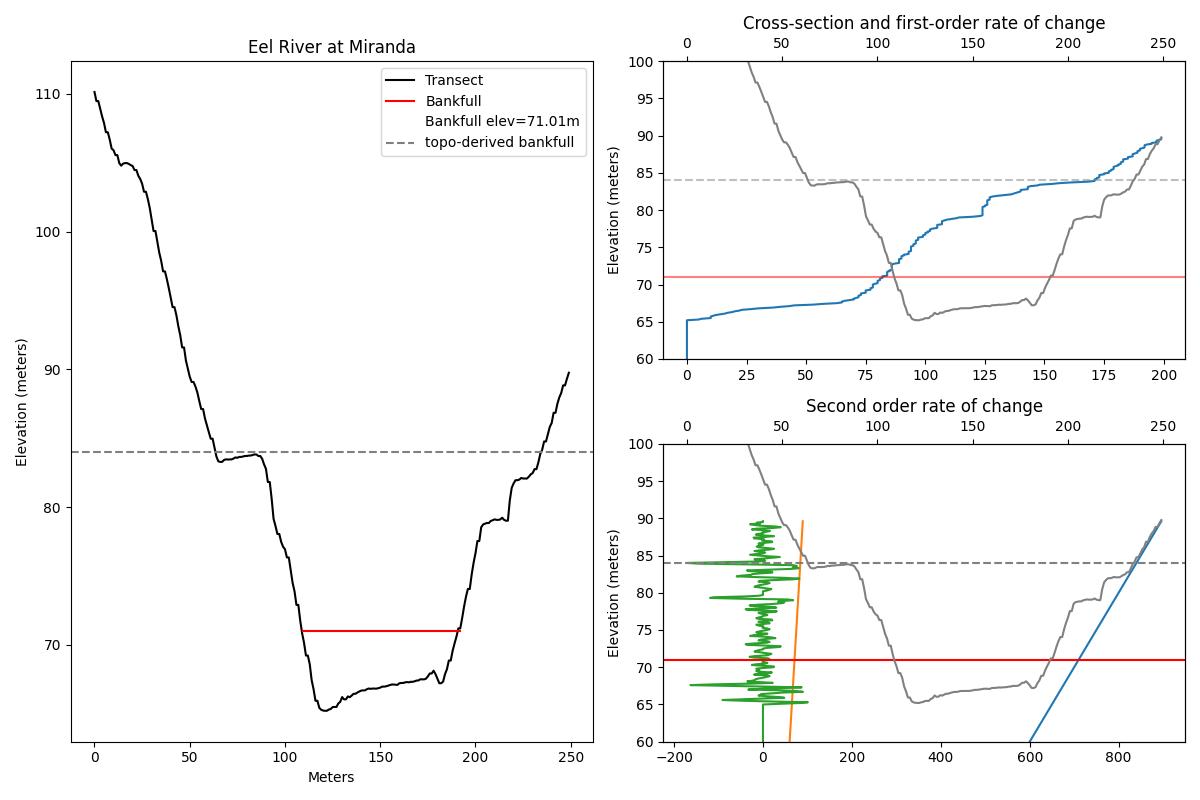 Eel River at Miranda
Transect
Bankfull
Bankfull elev=71.01m
topo-derived bankfull
Elevation (meters)
110
100
90
80
70
0 50 100 150 200 250
Meters
Cross-section and first-order rate of change
0 50 100 150 200 250
Elevation (meters)
100
95
90
85
80
75
70
65
60
0 25 50 75 100 125 150 175 200
Second order rate of change
0 50 100 150 200 250
Elevation (meters)
100
95
90
85
80
75
70
65
60
−200 0 200 400 600 800